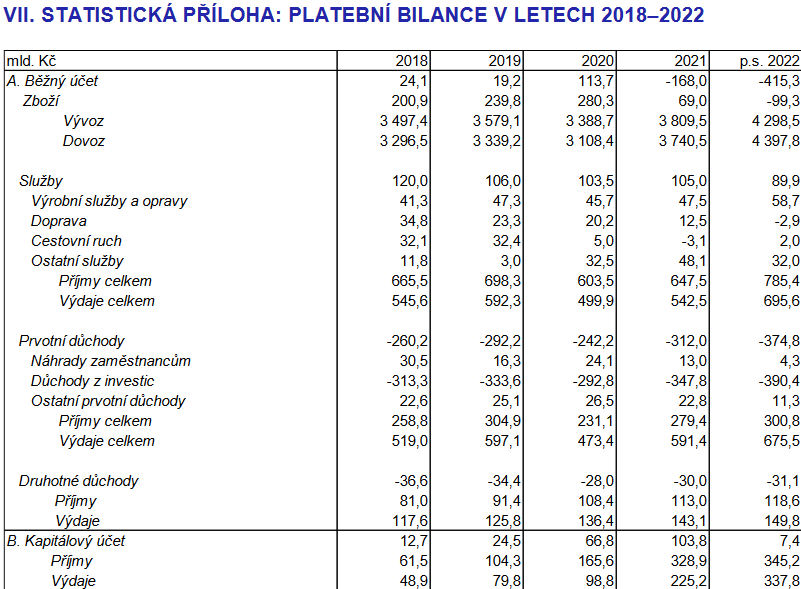 VII. STATISTICKÁ PŘÍLOHA: PLATEBNÍ BILANCE V LETECH 2018–2022
mld. Kč 2018 2019 2020 2021 p.s. 2022
A. Běžný účet 24,1 19,2 113,7 -168,0 -415,3
Zboží 200,9 239,8 280,3 69,0 -99,3
Vývoz 3 497,4 3 579,1 3 388,7 3 809,5 4 298,5
Dovoz 3 296,5 3 339,2 3 108,4 3 740,5 4 397,8
Služby 120,0 106,0 103,5 105,0 89,9
Výrobní služby a opravy 41,3 47,3 45,7 47,5 58,7
Doprava 34,8 23,3 20,2 12,5 -2,9
Cestovní ruch 32,1 32,4 5,0 -3,1 2,0
Ostatní služby 11,8 3,0 32,5 48,1 32,0
Příjmy celkem 665,5 698,3 603,5 647,5 785,4
Výdaje celkem 545,6 592,3 499,9 542,5 695,6
Prvotní důchody -260,2 -292,2 -242,2 -312,0 -374,8
Náhrady zaměstnancům 30,5 16,3 24,1 13,0 4,3
Důchody z investic -313,3 -333,6 -292,8 -347,8 -390,4
Ostatní prvotní důchody 22,6 25,1 26,5 22,8 11,3
Příjmy celkem 258,8 304,9 231,1 279,4 300,8
Výdaje celkem 519,0 597,1 473,4 591,4 675,5
Druhotné důchody -36,6 -34,4 -28,0 -30,0 -31,1
Příjmy 81,0 91,4 108,4 113,0 118,6
Výdaje 117,6 125,8 136,4 143,1 149,8
B. Kapitálový účet 12,7 24,5 66,8 103,8 7,4
Příjmy 61,5 104,3 165,6 328,9 345,2
Výdaje 48,9 79,8 98,8 225,2 337,8